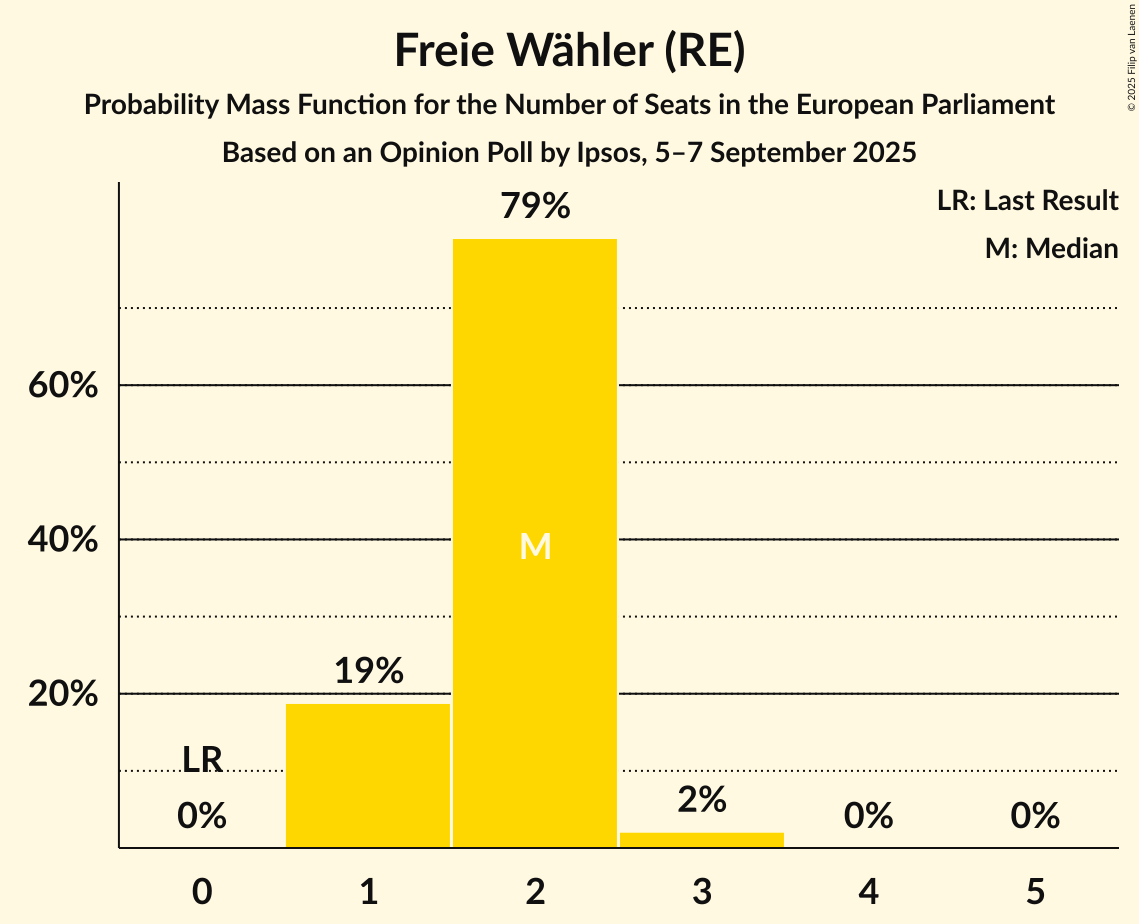 Freie Wähler (RE)
Probability Mass Function for the Number of Seats in the European Parliament
Based on an Opinion Poll by Ipsos, 5–7 September 2025
© 2025 Filip van Laenen
LR: Last Result
M: Median
79%
60%
40%
M
19%
20%
LR
0%
2%
0%
0%
0
1
2
3
4
5